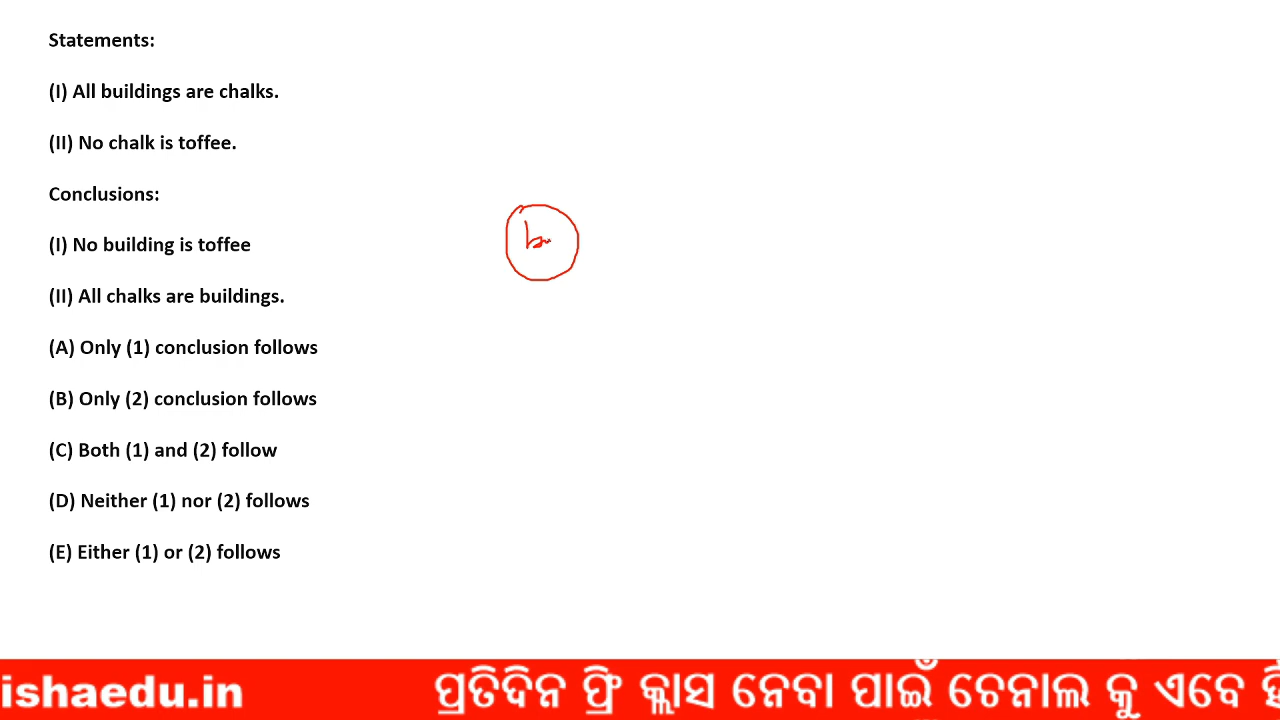 Statements:
(I) All buildings are chalks.
(II) No chalk is toffee.
Conclusions:
(I) No building is toffee
(II) All chalks are buildings.
(A) Only (1) conclusion follows
(B) Only (2) conclusion follows
(C) Both (1) and (2) follow
(D) Neither (1) nor (2) follows
(E) Either (1) or (2) follows
ishaedu.in ପ୍ରତିଦିନ ଫ୍ରି କ୍ଲାସ ନେବା ପାଇଁ ଚେନାଲ କୁ ଏବେ